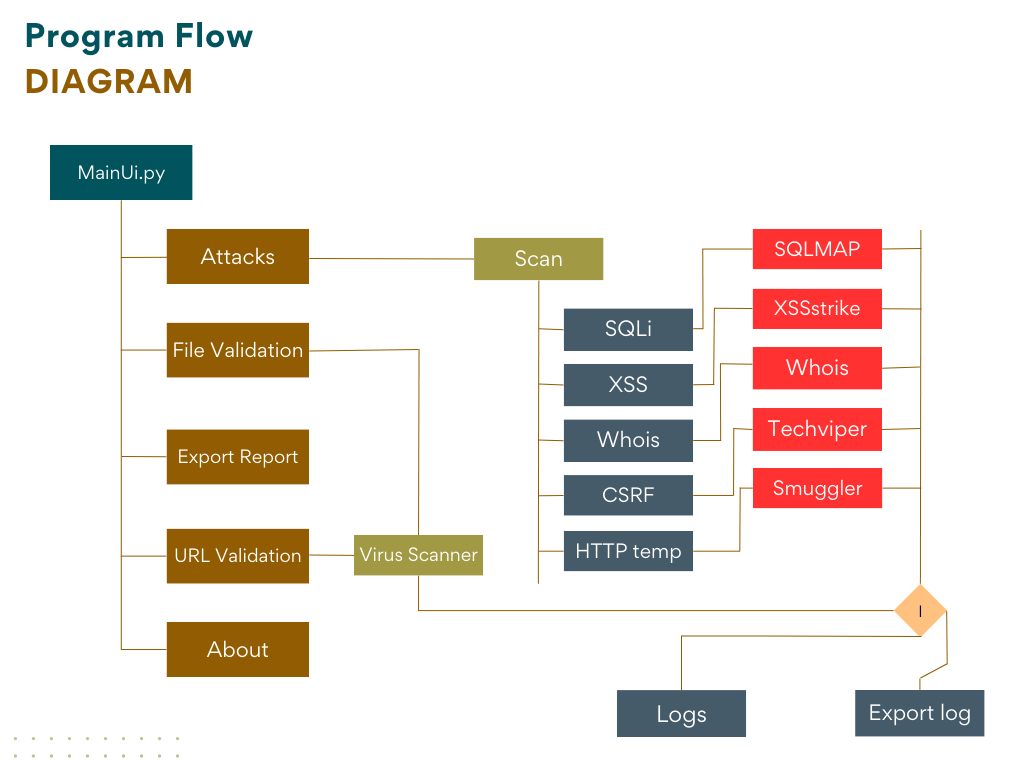 Program Flow
DIAGRAM
MainUi.py
Attacks
File Validation
Export Report
URL Validation
About
Virus Scanner
Scan
SQLi
XSS
Whois
CSRF
HTTP temp
SQLMAP
XSSstrike
Whois
Techviper
Smuggler
I
Logs
Export log